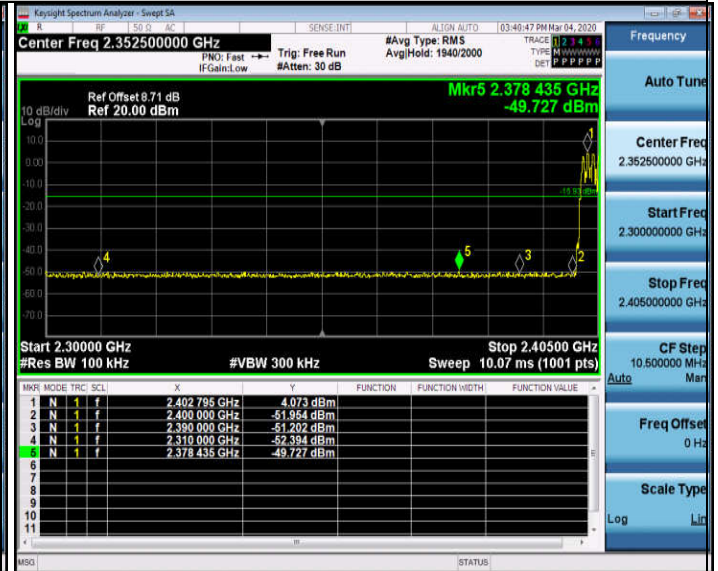 Keysight Spectrum Analyzer - Swept SA
R RF 50 Ω AC SENSE:INT ALIGN AUTO 03:40:47 PM Mar 04, 2020
Center Freq 2.352500000 GHz
PNO: Fast
IFGain:Low
Trig: Free Run
#Atten: 30 dB
#Avg Type: RMS
Avg|Hold: 1940/2000
TRACE 1 2 3 4 5 6
TYPE M W W W W W
DET P P P P P P
Ref Offset 8.71 dB
Ref 20.00 dBm
10 dB/div
Log
Mkr5 2.378 435 GHz
-49.727 dBm
10.0
0.00
-10.0
-20.0
-30.0
-40.0
-50.0
-60.0
-70.0
-15.93 dBm
1
2
3
4
5
Start 2.30000 GHz Stop 2.40500 GHz
#Res BW 100 kHz #VBW 300 kHz Sweep 10.07 ms (1001 pts)
MKR MODE TRC SCL X Y FUNCTION FUNCTION WIDTH FUNCTION VALUE
1 N 1 f 2.402 795 GHz 4.073 dBm
2 N 1 f 2.400 000 GHz -51.954 dBm
3 N 1 f 2.390 000 GHz -51.202 dBm
4 N 1 f 2.310 000 GHz -52.394 dBm
5 N 1 f 2.378 435 GHz -49.727 dBm
6
7
8
9
10
11
MSG STATUS
Frequency
Auto Tune
Center Freq
2.352500000 GHz
Start Freq
2.300000000 GHz
Stop Freq
2.405000000 GHz
CF Step
10.500000 MHz
Auto Man
Freq Offset
0 Hz
Scale Type
Log Lin